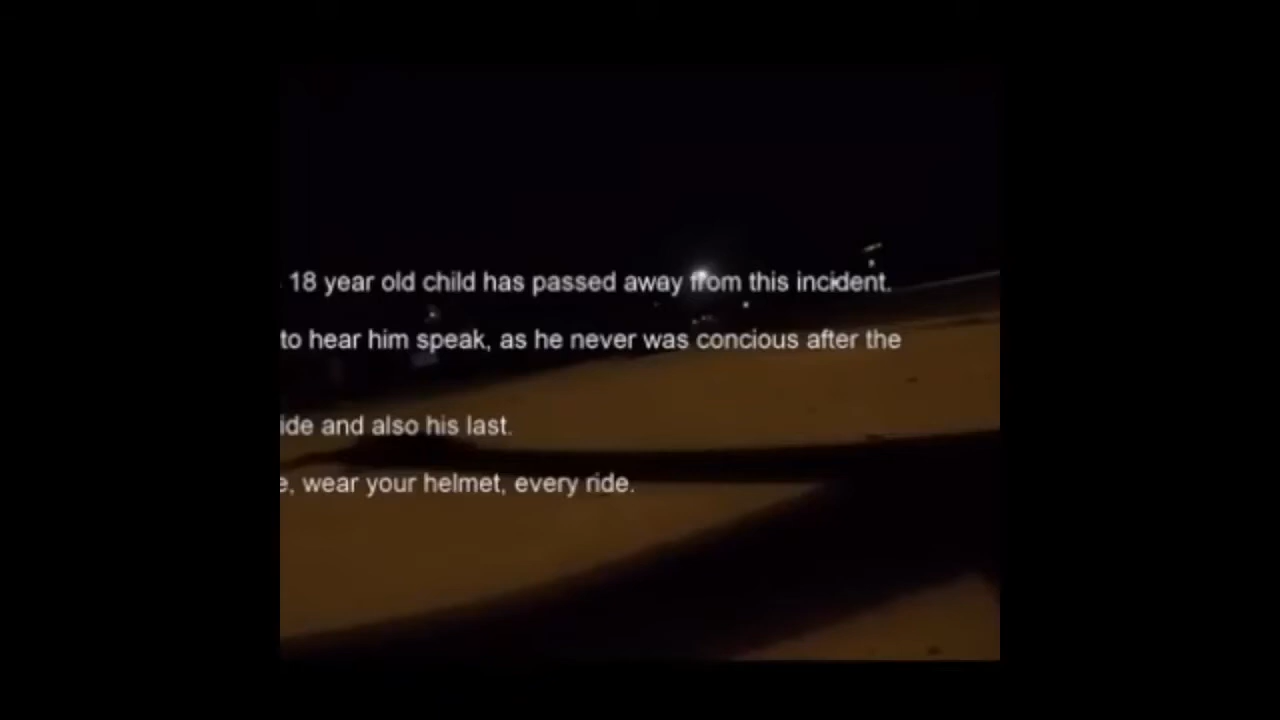 18 year old child has passed away from this incident.
to hear him speak, as he never was concious after the
and also his last.
wear your helmet, every ride.